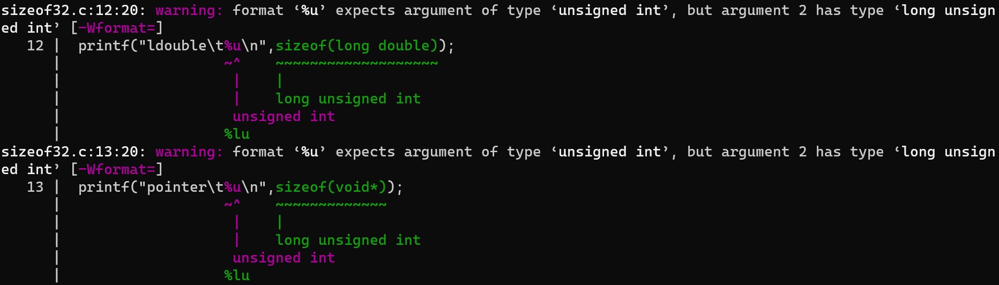 sizeof32.c:12:20: warning: format ‘%u’ expects argument of type ‘unsigned int’, but argument 2 has type ‘long unsign
ed int’ [-Wformat=]
   12 |  printf("ldouble\t%u\n",sizeof(long double));
      |                   ~^    ~~~~~~~~~~~~~~~~~~~
      |                    |    |
      |                    |    long unsigned int
      |                    unsigned int
      |                   %lu
sizeof32.c:13:20: warning: format ‘%u’ expects argument of type ‘unsigned int’, but argument 2 has type ‘long unsign
ed int’ [-Wformat=]
   13 |  printf("pointer\t%u\n",sizeof(void*));
      |                   ~^    ~~~~~~~~~~~~~
      |                    |    |
      |                    |    long unsigned int
      |                    unsigned int
      |                   %lu